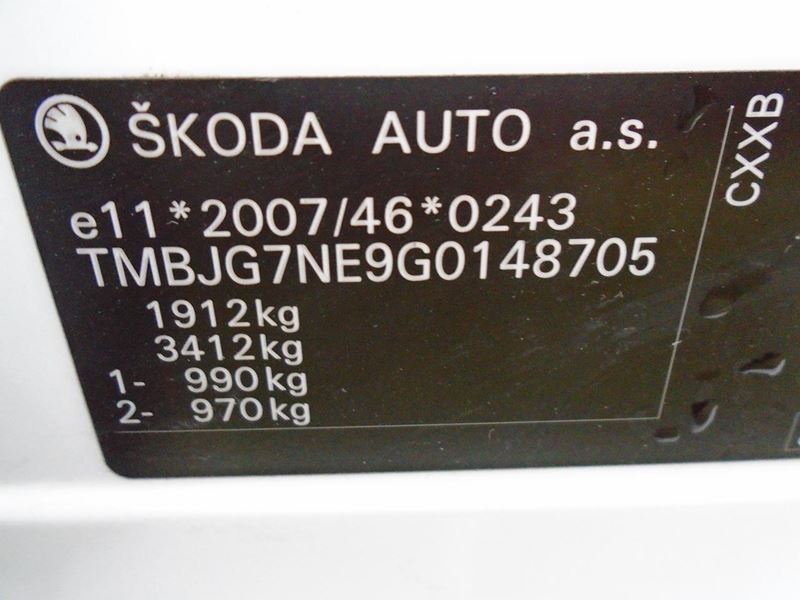 ŠKODA AUTO a.s.
e11*2007/46*0243
TMBJG7NE9G0148705
1912kg
3412kg
1- 990kg
2- 970kg
CXXB